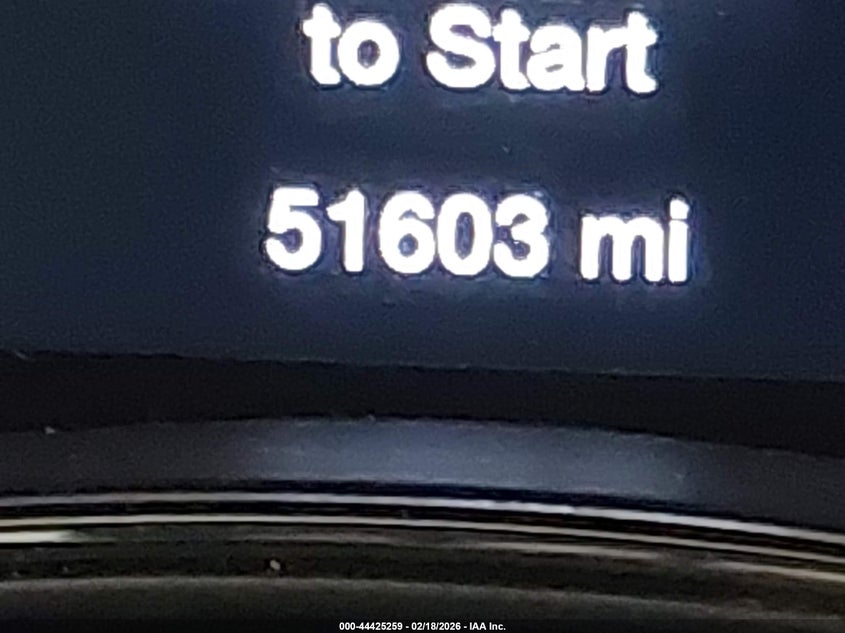 to Start
51603 mi
000-44425259 - 02/18/2026 - IAA Inc.